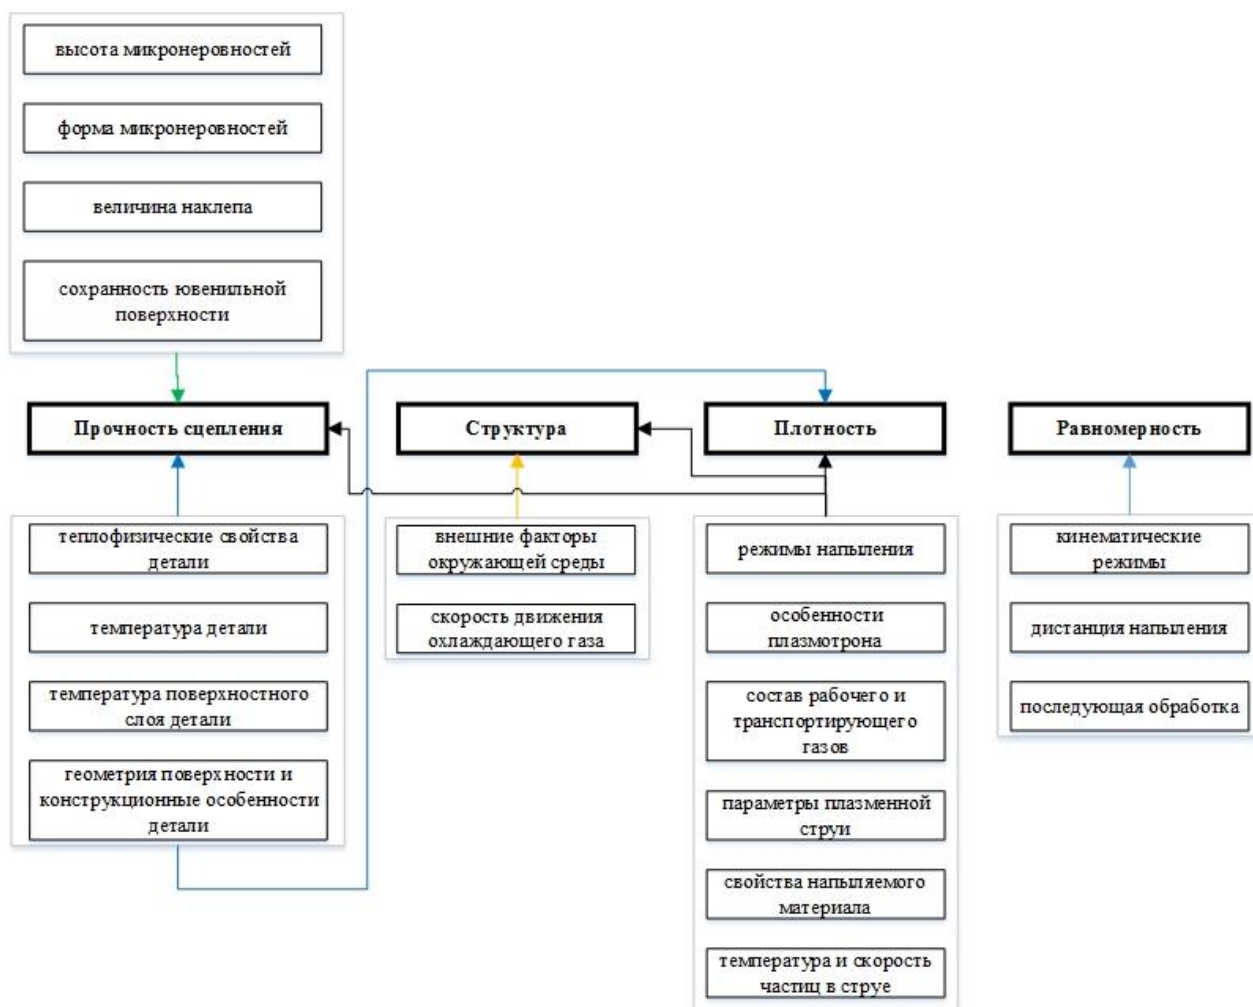 высота микронеровностей
форма микронеровностей
величина наклепа
сохранность ювенильной
поверхности
Прочность сцепления
Структура
Плотность
Равномерность
теплофизические свойства
детали
температура детали
температура поверхностного
слоя детали
геометрия поверхности и
конструкционные особенности
детали
внешние факторы
окружающей среды
скорость движения
охлаждающего газа
режимы напыления
особенности
плазмотрона
состав рабочего и
транспортирующего
газов
параметры плазменной
струи
свойства напыляемого
материала
температура и скорость
частиц в струе
кинематические
режимы
дистанция напыления
последующая обработка